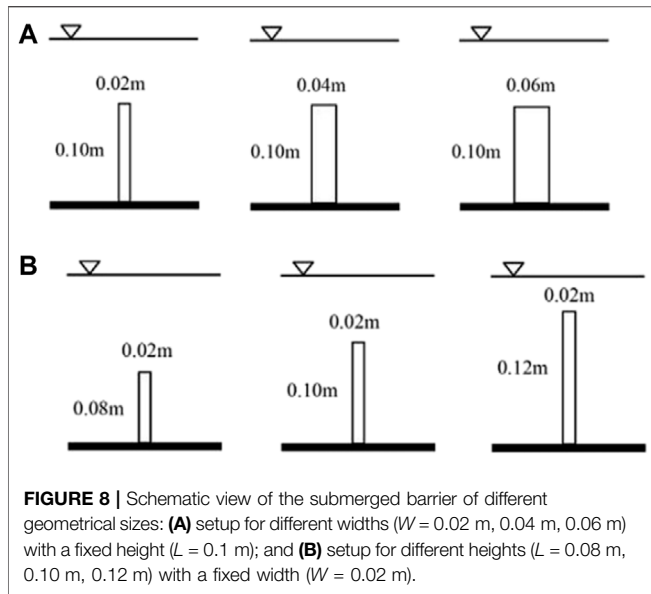 A
0.02m 0.04m 0.06m
0.10m 0.10m 0.10m
B
0.02m 0.02m 0.02m
0.08m 0.10m 0.12m
FIGURE 8 | Schematic view of the submerged barrier of different
geometrical sizes: (A) setup for different widths (W = 0.02 m, 0.04 m, 0.06 m)
with a fixed height (L = 0.1 m); and (B) setup for different heights (L = 0.08 m,
0.10 m, 0.12 m) with a fixed width (W = 0.02 m).